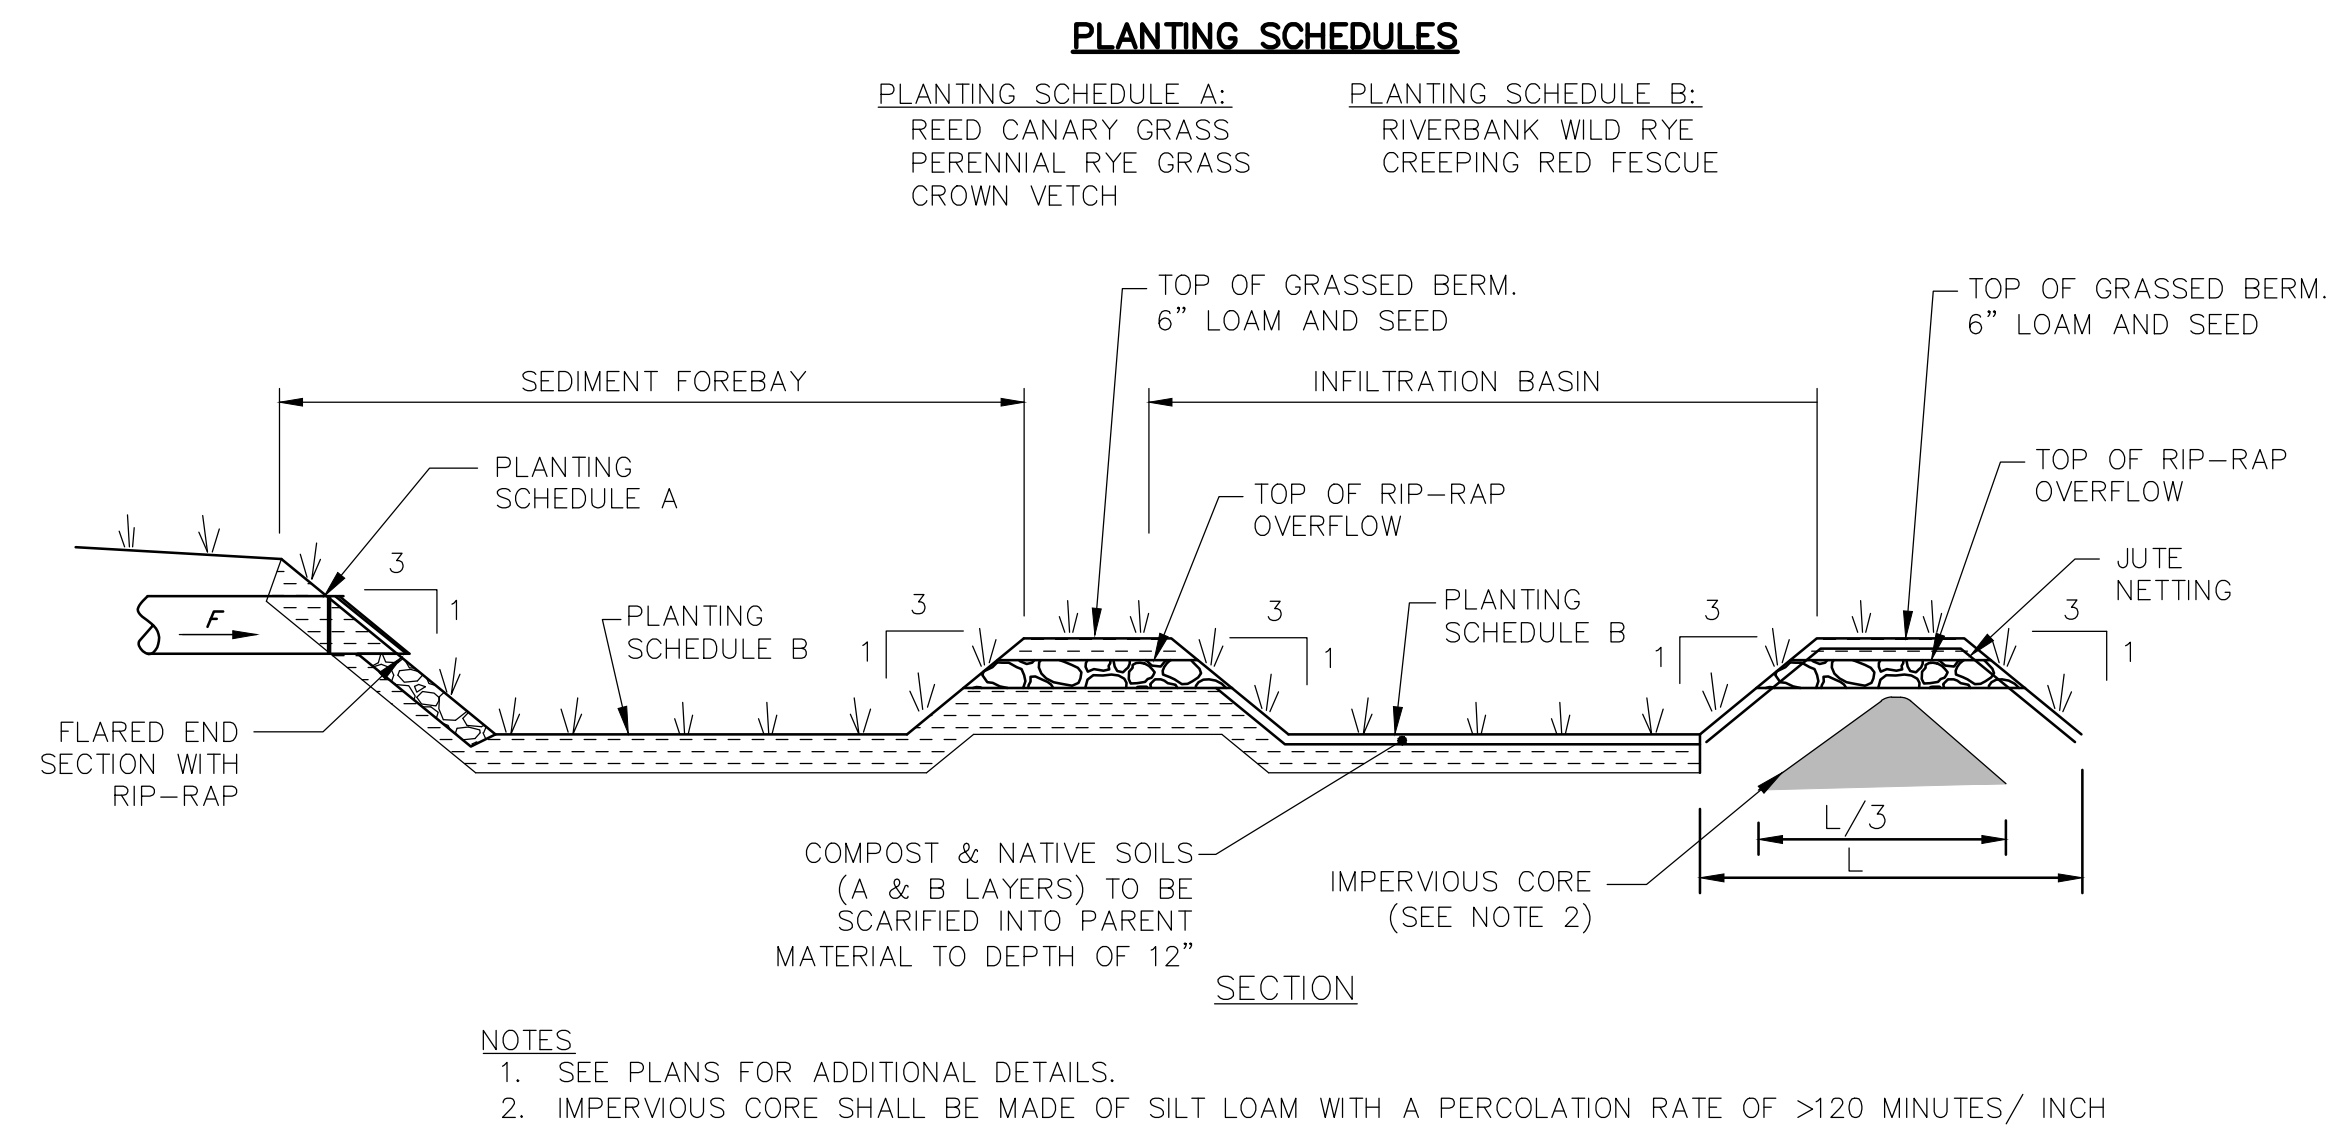 PLANTING SCHEDULES
PLANTING SCHEDULE A:
REED CANARY GRASS
PERENNIAL RYE GRASS
CROWN VETCH
PLANTING SCHEDULE B:
RIVERBANK WILD RYE
CREEPING RED FESCUE
TOP OF GRASSED BERM.
6" LOAM AND SEED
TOP OF GRASSED BERM.
6" LOAM AND SEED
SEDIMENT FOREBAY
INFILTRATION BASIN
PLANTING
SCHEDULE A
TOP OF RIP-RAP
OVERFLOW
TOP OF RIP-RAP
OVERFLOW
JUTE
NETTING
3
1
F
PLANTING
SCHEDULE B
3
1
3
1
PLANTING
SCHEDULE B
3
1
3
1
FLARED END
SECTION WITH
RIP-RAP
COMPOST & NATIVE SOILS
(A & B LAYERS) TO BE
SCARIFIED INTO PARENT
MATERIAL TO DEPTH OF 12"
IMPERVIOUS CORE
(SEE NOTE 2)
L/3
L
SECTION
NOTES
1. SEE PLANS FOR ADDITIONAL DETAILS.
2. IMPERVIOUS CORE SHALL BE MADE OF SILT LOAM WITH A PERCOLATION RATE OF >120 MINUTES/ INCH